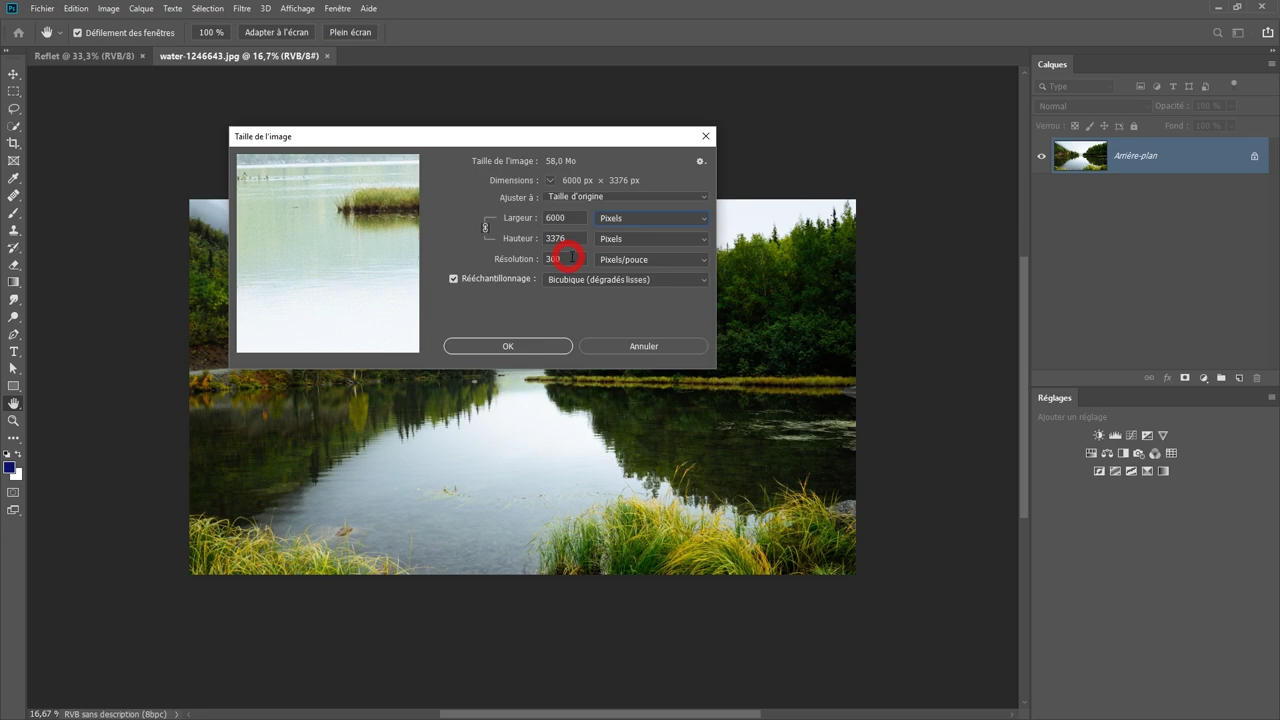 Ps Fichier Edition Image Calque Texte Sélection Filtre 3D Affichage Fenêtre Aide
Défilement des fenêtres 100 % Adapter à l'écran Plein écran
Reflet @ 33,3% (RVB/8) × water-1246643.jpg @ 16,7% (RVB/8#) ×
Calques
Type
Normal Opacité : 100 %
Verrou : Fond : 100 %
Arrière-plan
Taille de l'image
Taille de l'image : 58,0 Mo
Dimensions : 6000 px × 3376 px
Ajuster à : Taille d'origine
Largeur : 6000 Pixels
Hauteur : 3376 Pixels
Résolution : 300 Pixels/pouce
Rééchantillonnage : Bicubique (dégradés lisses)
OK Annuler
fx
Réglages
Ajouter un réglage
16,67 % RVB sans description (8bpc)